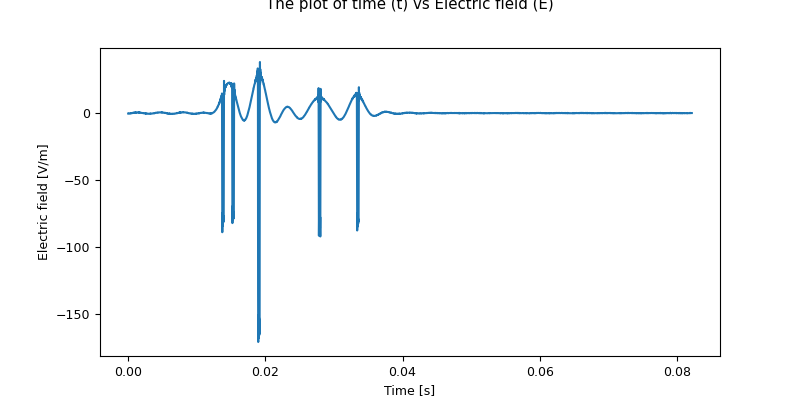 The plot of time (t) vs Electric field (E)
Electric field [V/m]
0
−50
−100
−150
0.00 0.02 0.04 0.06 0.08
Time [s]